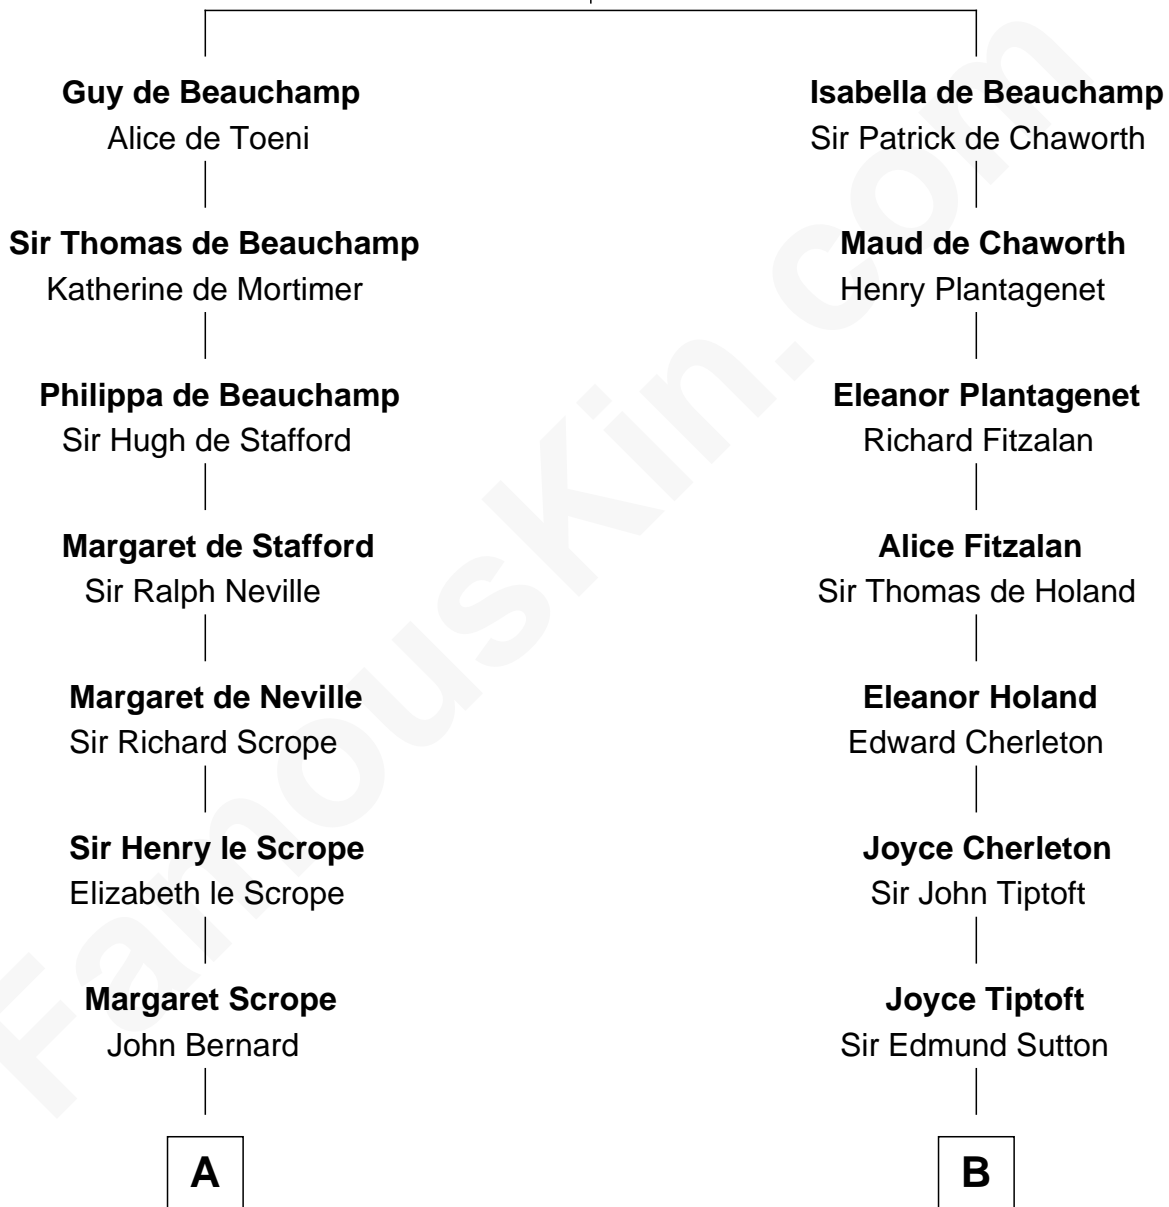 Guy de Beauchamp
Alice de Toeni
Sir Thomas de Beauchamp
Katherine de Mortimer
Philippa de Beauchamp
Sir Hugh de Stafford
Margaret de Stafford
Sir Ralph Neville
Margaret de Neville
Sir Richard Scrope
Sir Henry le Scrope
Elizabeth le Scrope
Margaret Scrope
John Bernard
A
Isabella de Beauchamp
Sir Patrick de Chaworth
Maud de Chaworth
Henry Plantagenet
Eleanor Plantagenet
Richard Fitzalan
Alice Fitzalan
Sir Thomas de Holand
Eleanor Holand
Edward Cherleton
Joyce Cherleton
Sir John Tiptoft
Joyce Tiptoft
Sir Edmund Sutton
B
FamousKin.com